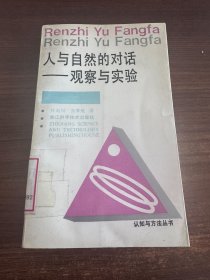 Renzhi Yu Fangfa
Renzhi Yu Fangfa
人与自然的对话
——观察与实验
浙江科学技术出版社
ZHEJIANG SCIENCE
AND TECHNOLOGY
PUBLISHING HOUSE
认知与方法丛书